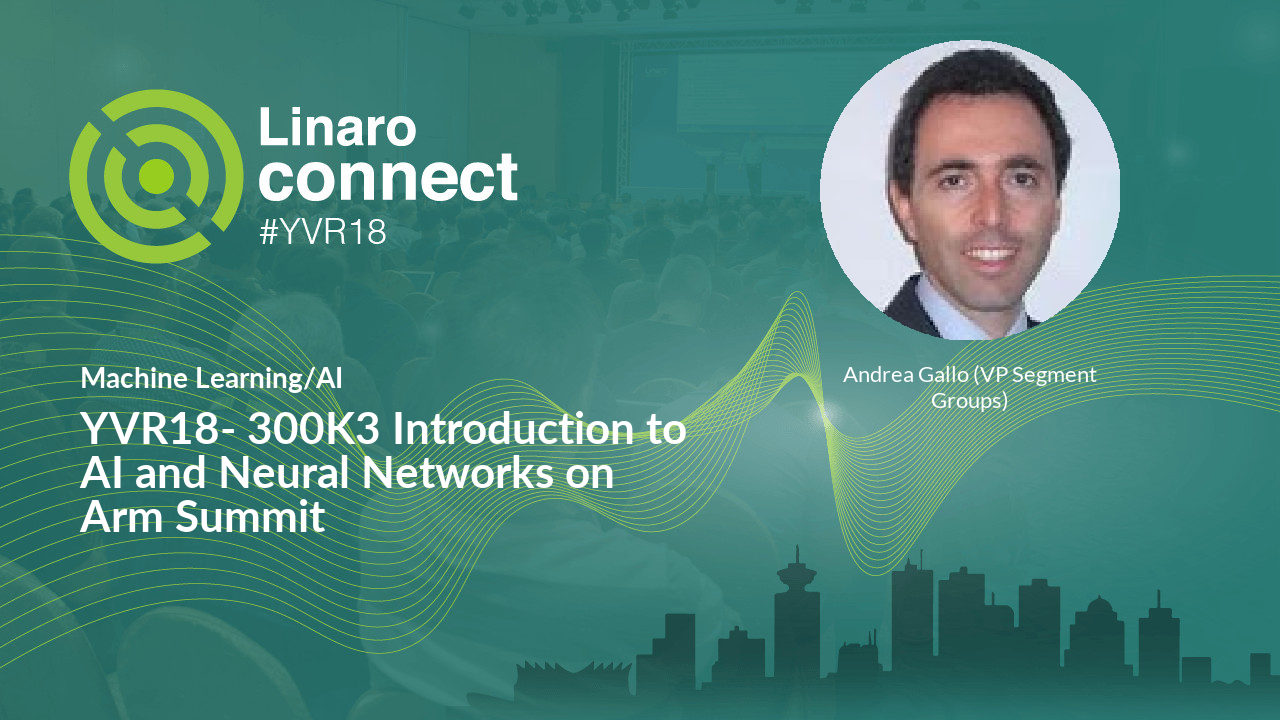 Linaro
connect
#YVR18
Machine Learning/AI
YVR18- 300K3 Introduction to
AI and Neural Networks on
Arm Summit
Andrea Gallo (VP Segment
Groups)